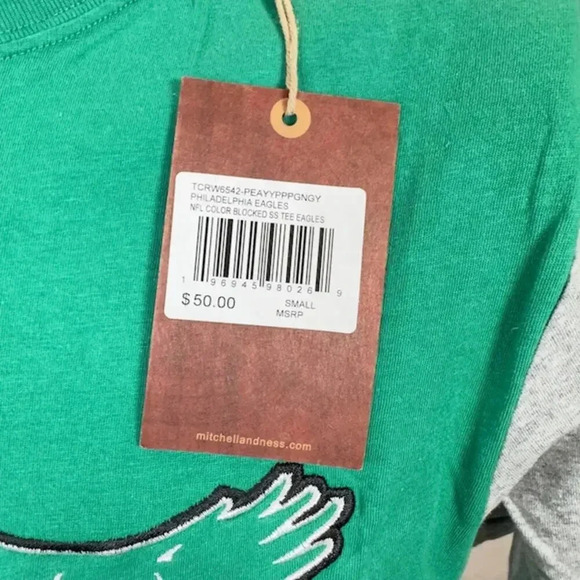 TCRW6542-PEAYYPPPGNGY
PHILADELPHIA EAGLES
NFL COLOR BLOCKED SS TEE EAGLES
1 96945 98026 9
$50.00 SMALL
MSRP
mitchellandness.com